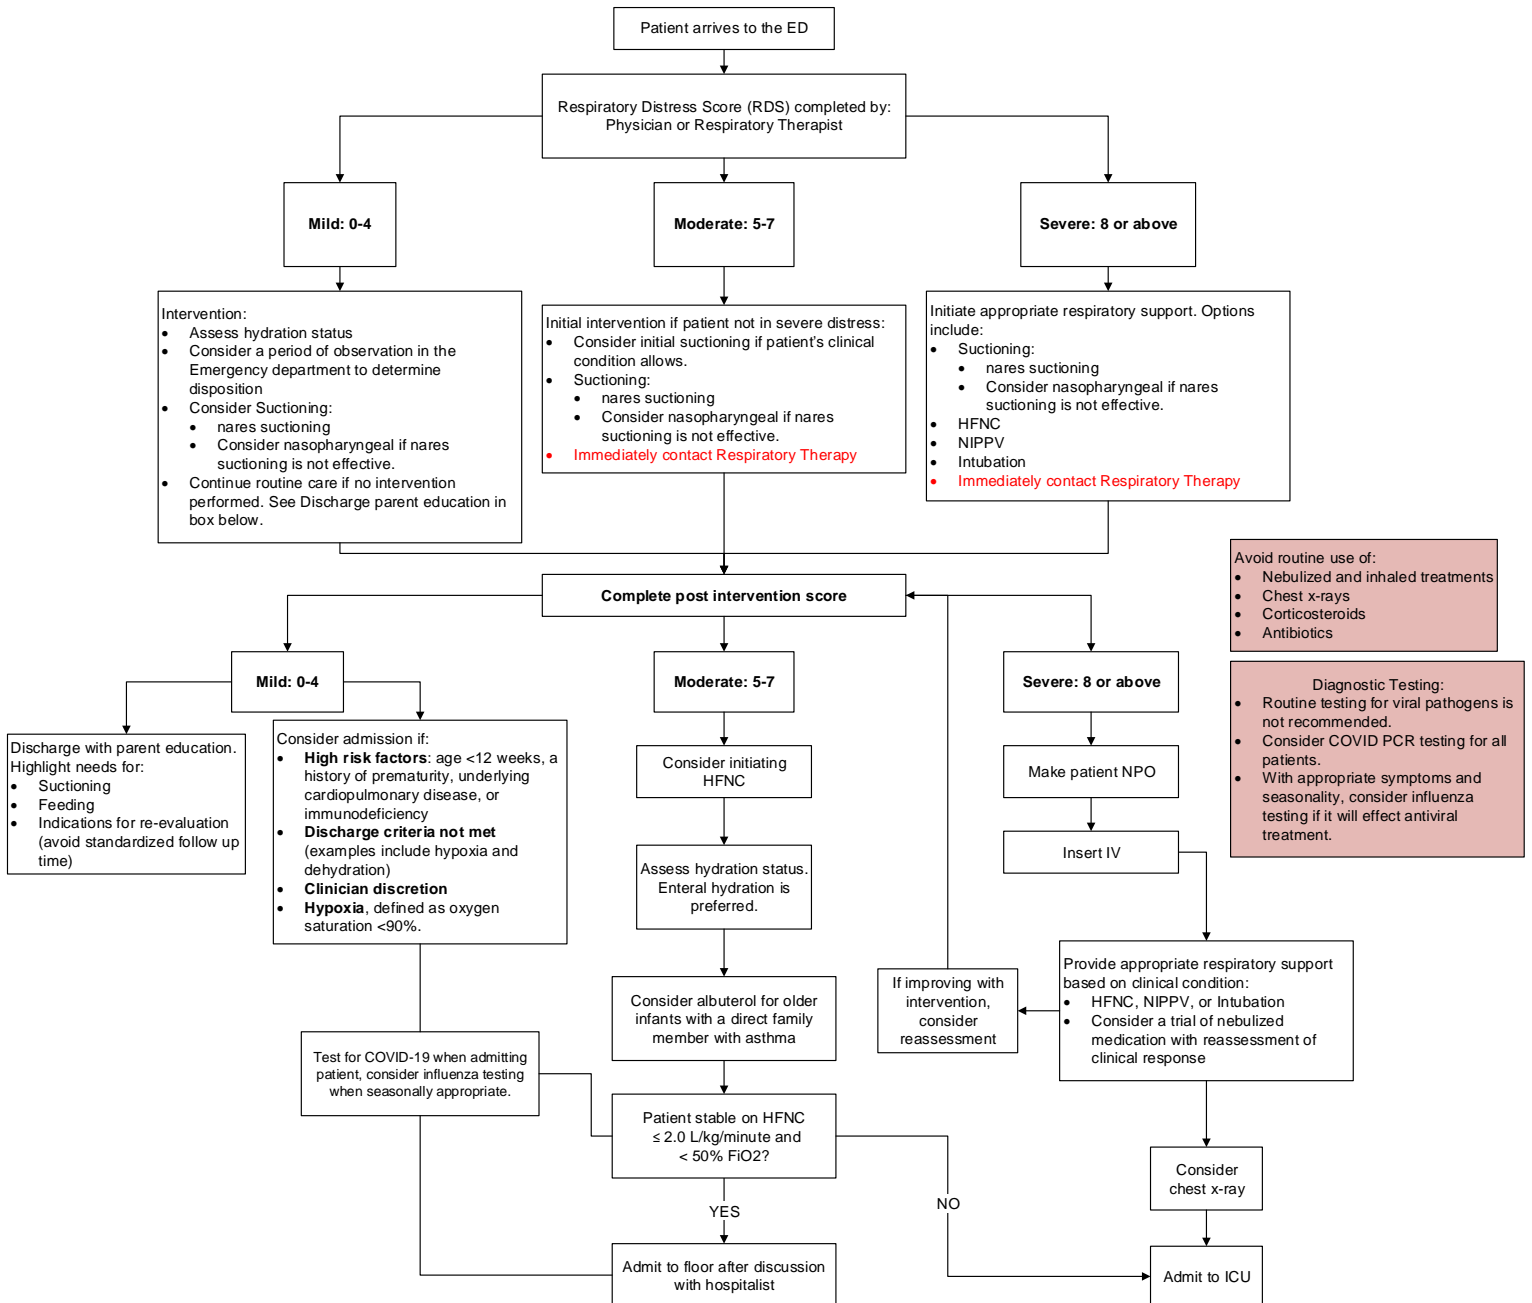 Patient arrives to the ED
Respiratory Distress Score (RDS) completed by:
Physician or Respiratory Therapist
Mild: 0-4
Moderate: 5-7
Severe: 8 or above
Intervention:
• Assess hydration status
• Consider a period of observation in the
Emergency department to determine
disposition
• Consider Suctioning:
• nares suctioning
• Consider nasopharyngeal if nares
suctioning is not effective.
• Continue routine care if no intervention
performed. See Discharge parent education in
box below.
Initial intervention if patient not in severe distress:
• Consider initial suctioning if patient's clinical
condition allows.
• Suctioning:
• nares suctioning
• Consider nasopharyngeal if nares
suctioning is not effective.
• Immediately contact Respiratory Therapy
Initiate appropriate respiratory support. Options
include:
• Suctioning:
• nares suctioning
• Consider nasopharyngeal if nares
suctioning is not effective.
• HFNC
• NIPPV
• Intubation
• Immediately contact Respiratory Therapy
Avoid routine use of:
• Nebulized and inhaled treatments
• Chest x-rays
• Corticosteroids
• Antibiotics
Complete post intervention score
Mild: 0-4
Moderate: 5-7
Severe: 8 or above
Diagnostic Testing:
• Routine testing for viral pathogens is
not recommended.
• Consider COVID PCR testing for all
patients.
• With appropriate symptoms and
seasonality, consider influenza
testing if it will effect antiviral
treatment.
Discharge with parent education.
Highlight needs for:
• Suctioning
• Feeding
• Indications for re-evaluation
(avoid standardized follow up
time)
Consider admission if:
• High risk factors: age <12 weeks, a
history of prematurity, underlying
cardiopulmonary disease, or
immunodeficiency
• Discharge criteria not met
(examples include hypoxia and
dehydration)
• Clinician discretion
• Hypoxia, defined as oxygen
saturation <90%.
Consider initiating
HFNC
Make patient NPO
Insert IV
Assess hydration status.
Enteral hydration is
preferred.
Provide appropriate respiratory support
based on clinical condition:
• HFNC, NIPPV, or Intubation
• Consider a trial of nebulized
medication with reassessment of
clinical response
If improving with
intervention,
consider
reassessment
Consider albuterol for older
infants with a direct family
member with asthma
Test for COVID-19 when admitting
patient, consider influenza testing
when seasonally appropriate.
Patient stable on HFNC
≤ 2.0 L/kg/minute and
< 50% FiO2?
Consider
chest x-ray
YES
NO
Admit to floor after discussion
with hospitalist
Admit to ICU